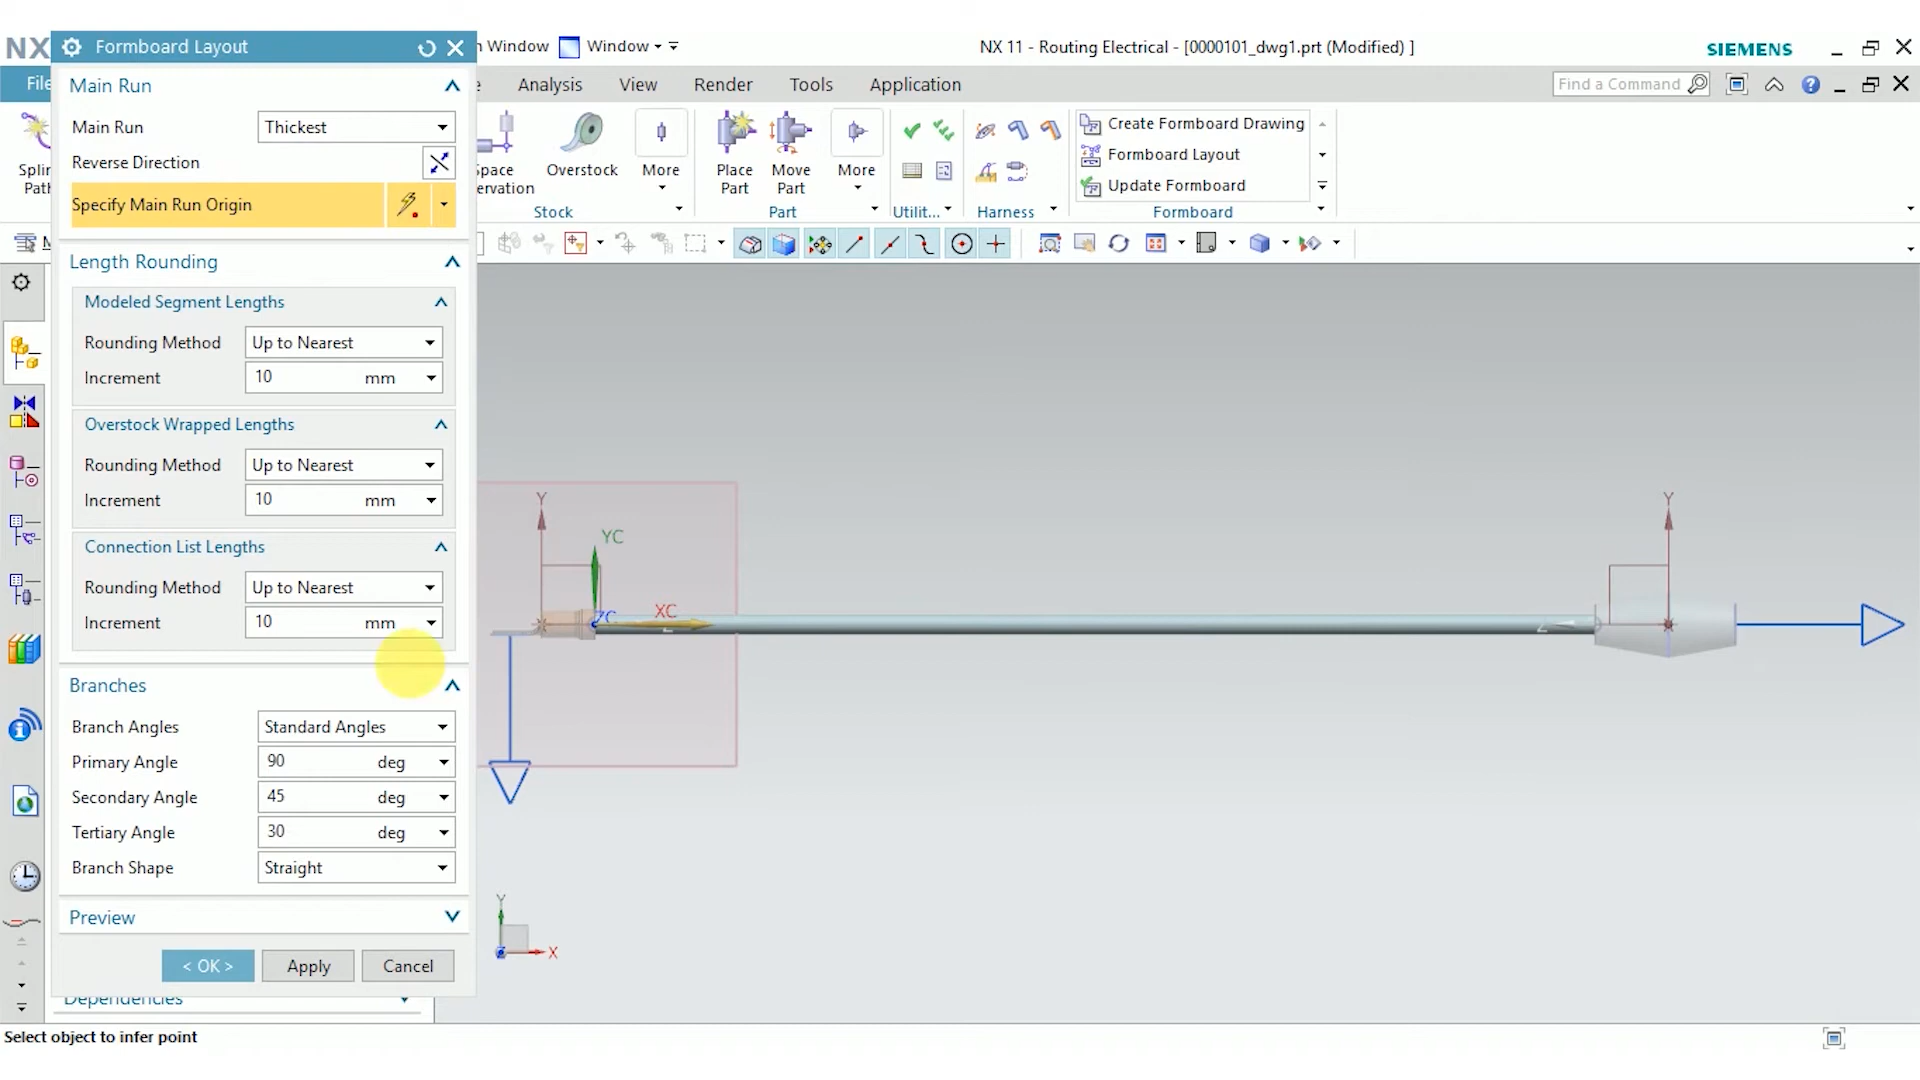 NX
Formboard Layout
n Window
Window
NX 11 - Routing Electrical - [0000101_dwg1.prt (Modified) ]
SIEMENS
File
e
Analysis
View
Render
Tools
Application
Find a Command
Main Run
Main Run
Thickest
Reverse Direction
Specify Main Run Origin
Splin
Path
Space
ervation
Overstock
More
Stock
Place
Part
Move
Part
More
Part
Utilit...
Harness
Create Formboard Drawing
Formboard Layout
Update Formboard
Formboard
M
Length Rounding
Modeled Segment Lengths
Rounding Method
Up to Nearest
Increment
10 mm
Overstock Wrapped Lengths
Rounding Method
Up to Nearest
Increment
10 mm
Connection List Lengths
Rounding Method
Up to Nearest
Increment
10 mm
Branches
Branch Angles
Standard Angles
Primary Angle
90 deg
Secondary Angle
45 deg
Tertiary Angle
30 deg
Branch Shape
Straight
Preview
< OK >
Apply
Cancel
Dependencies
Y
YC
ZC
XC
Z
Z
Y
Y
Z
X
Select object to infer point